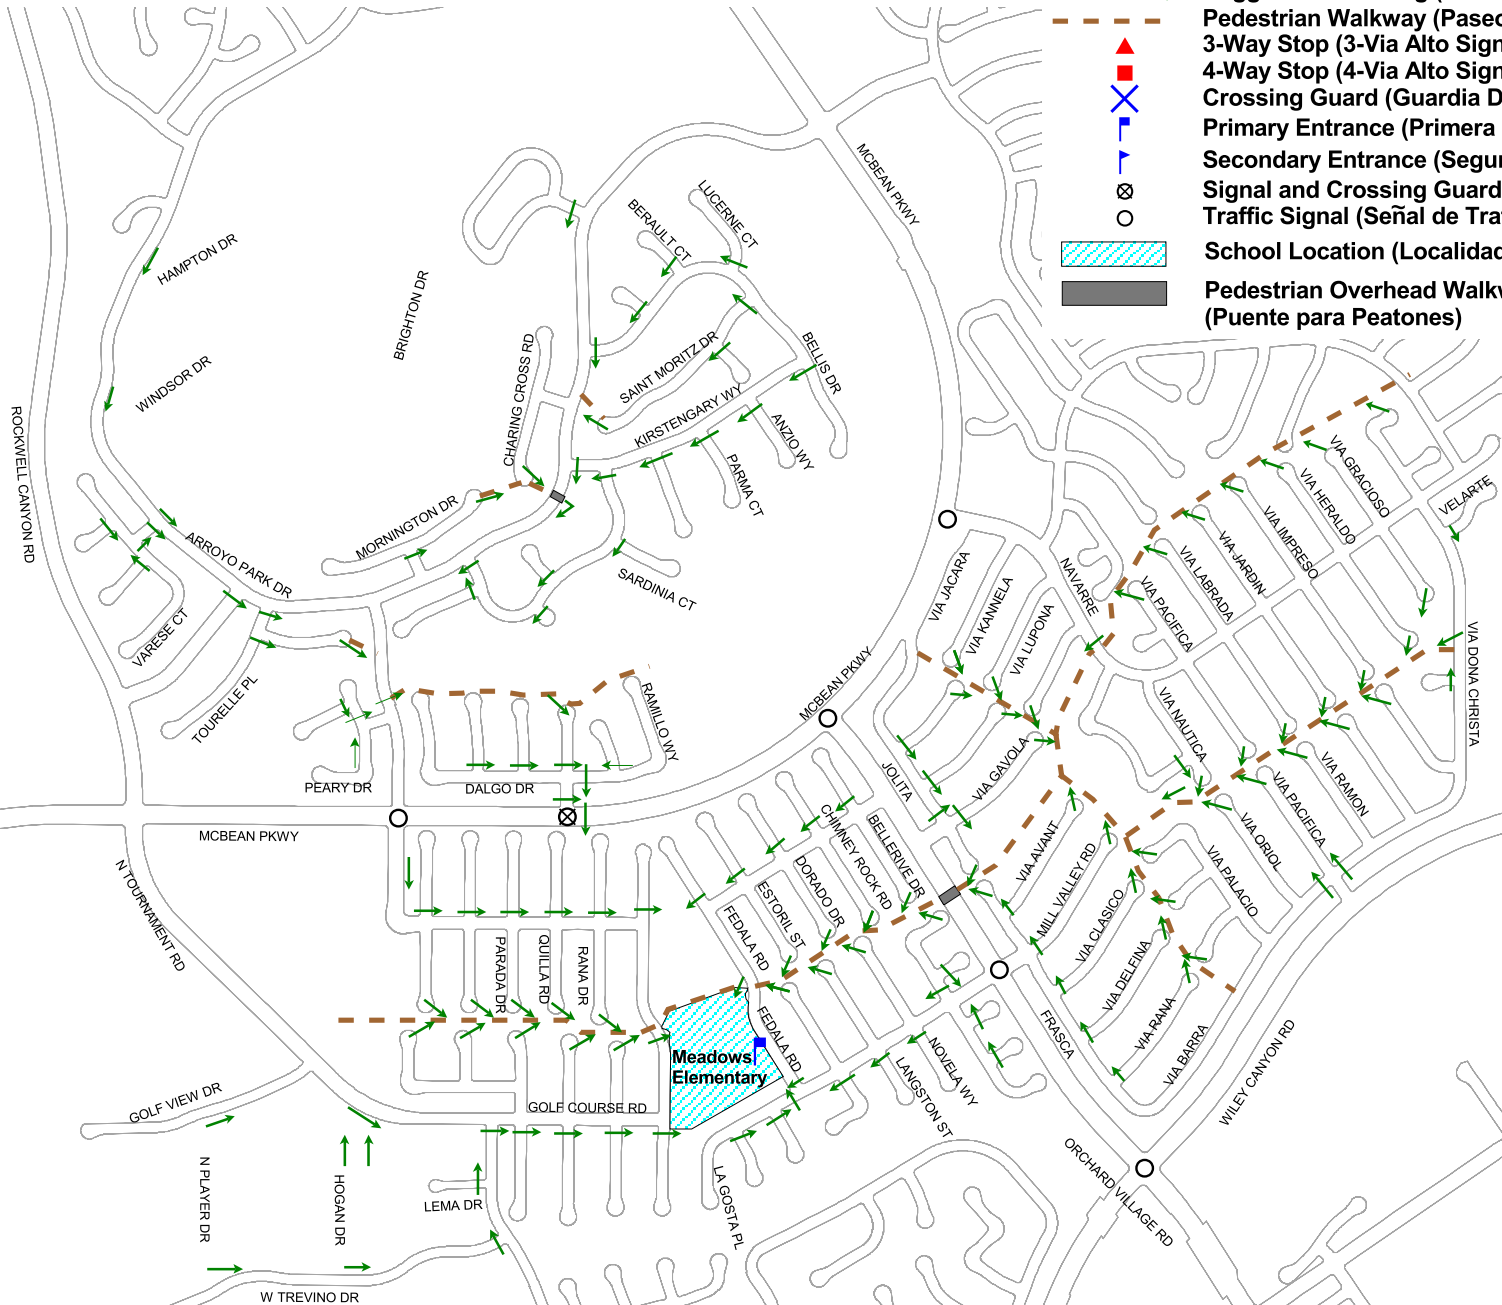 Pedestrian Walkway (Paseo
3-Way Stop (3-Via Alto Sign
4-Way Stop (4-Via Alto Sign
Crossing Guard (Guardia D
Primary Entrance (Primera
Secondary Entrance (Segu
Signal and Crossing Guard
Traffic Signal (Señal de Tra
School Location (Localidad
Pedestrian Overhead Walkw
(Puente para Peatones)
MCBEAN PKWY
LUCERNE CT
BERAULT CT
HAMPTON DR
BRIGHTON DR
WINDSOR DR
SAINT MORITZ DR
BELLIS DR
CHARING CROSS RD
KIRSTENGARY WY
ANZIO WY
PARMA CT
ROCKWELL CANYON RD
MORNINGTON DR
ARROYO PARK DR
SARDINIA CT
VARESE CT
TOURELLE PL
VIA GRACIOSO
VIA HERALDO
VELARTE
VIA IMPRESO
VIA JARDIN
VIA LABRADA
VIA PACIFICA
NAVARRE
VIA JACARA
VIA KANNELA
VIA LUPONA
VIA DONA CHRISTA
MCBEAN PKWY
RAMILLO WY
VIA NAUTICA
VIA GAVOLA
JOLITA
PEARY DR
DALGO DR
MCBEAN PKWY
VIA RAMON
VIA PACIFICA
VIA ORIOL
VIA PALACIO
N TOURNAMENT RD
CHIMNEY ROCK RD
BELLERIVE DR
DORADO DR
ESTORIL ST
FEDALA RD
VIA AVANT
MILL VALLEY RD
VIA CLASICO
VIA DELFINA
VIA RANA
VIA BARRA
PARADA DR
QUILLA RD
RANA DR
FEDALA RD
Meadows
Elementary
FRASCA
WILEY CANYON RD
NOVELA WY
LANGSTON ST
GOLF VIEW DR
GOLF COURSE RD
N PLAYER DR
HOGAN DR
LEMA DR
LA GOSTA PL
ORCHARD VILLAGE RD
W TREVINO DR